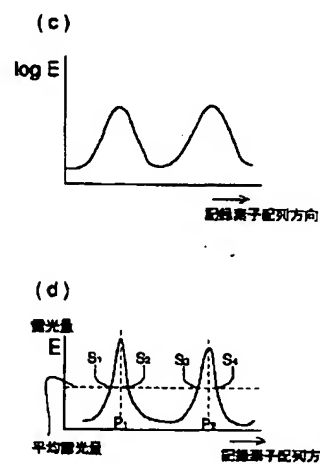 (c)
log E
記録素子配列方向
(d)
露光量
E
S₁ S₂ S₃ S₄
P₁ P₂
平均露光量
記録素子配列方